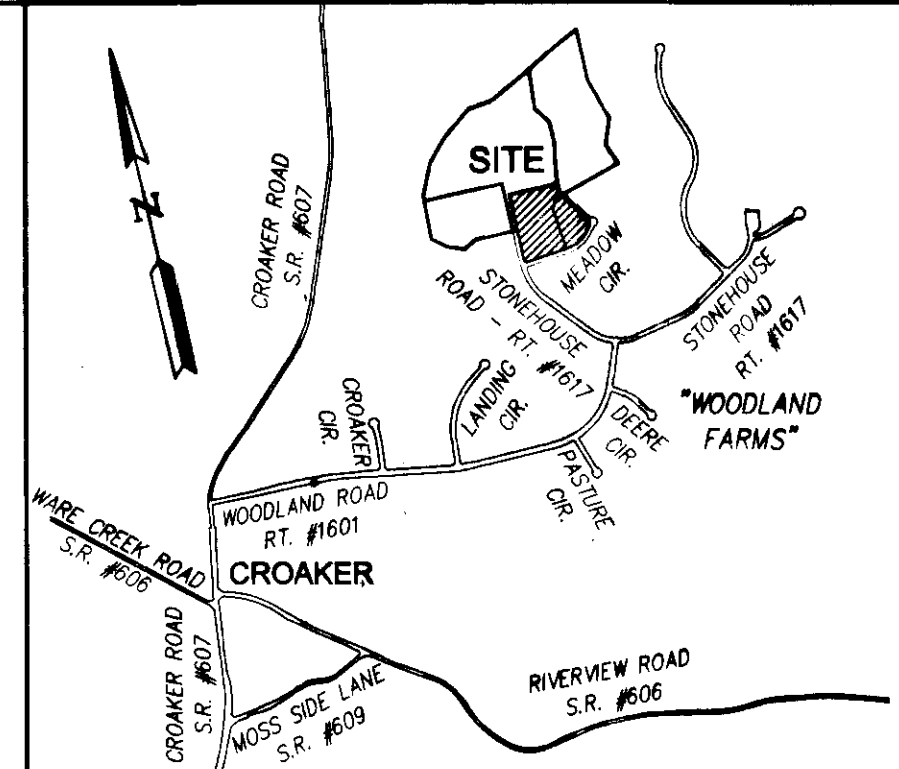 SITE
N
CROAKER ROAD
S.R. #607
MEADOW
CIR.
STONEHOUSE
ROAD - RT. #1617
STONEHOUSE
ROAD
RT. #1617
"WOODLAND
FARMS"
CROAKER
CIR.
LANDING
CIR.
DEERE
CIR.
PASTURE
CIR.
WOODLAND ROAD
RT. #1601
WARE CREEK ROAD
S.R. #606
CROAKER
CROAKER ROAD
S.R. #607
MOSS SIDE LANE
S.R. #609
RIVERVIEW ROAD
S.R. #606